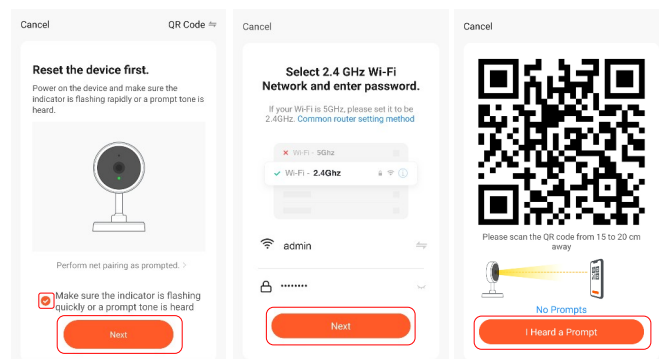 Cancel
QR Code
Reset the device first.
Power on the device and make sure the
indicator is flashing rapidly or a prompt tone is
heard.
Perform net pairing as prompted. >
Make sure the indicator is flashing
quickly or a prompt tone is heard
Next
Cancel
Select 2.4 GHz Wi-Fi
Network and enter password.
If your Wi-Fi is 5GHz, please set it to be
2.4GHz. Common router setting method
Wi-Fi - 5Ghz
Wi-Fi - 2.4Ghz
admin
••••••••
Next
Cancel
Please scan the QR code from 15 to 20 cm
away
No Prompts
I Heard a Prompt